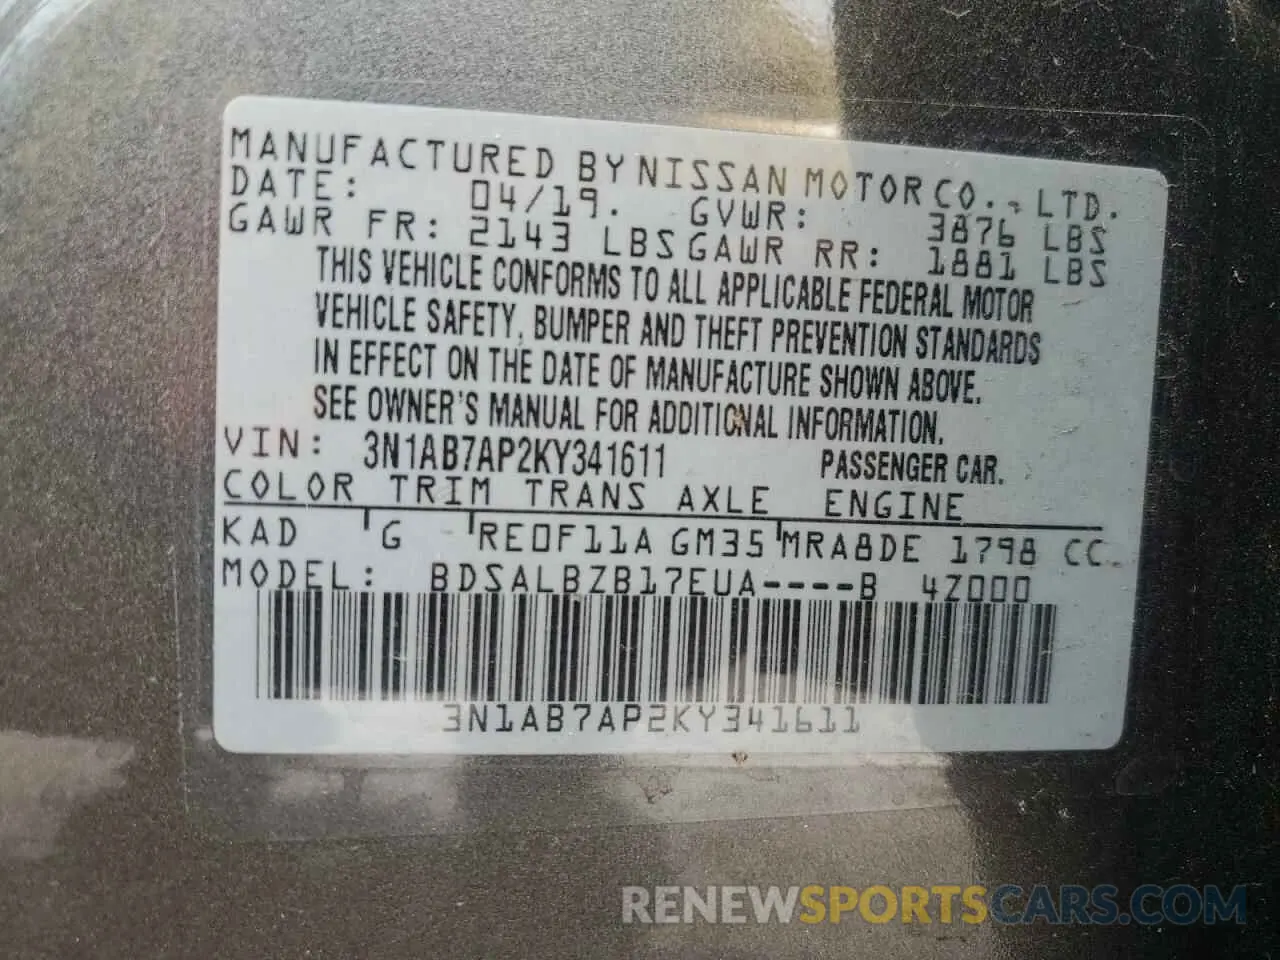 MANUFACTURED BY NISSAN MOTOR CO., LTD.
DATE: 04/19. GVWR: 3876 LBS
GAWR FR: 2143 LBS GAWR RR: 1881 LBS
THIS VEHICLE CONFORMS TO ALL APPLICABLE FEDERAL MOTOR
VEHICLE SAFETY, BUMPER AND THEFT PREVENTION STANDARDS
IN EFFECT ON THE DATE OF MANUFACTURE SHOWN ABOVE.
SEE OWNER'S MANUAL FOR ADDITIONAL INFORMATION.
VIN: 3N1AB7AP2KY341611 PASSENGER CAR.
COLOR TRIM TRANS AXLE ENGINE
KAD G RE0F11A GM35 MRA8DE 1798 CC.
MODEL: BDSALBZB17EUA----B 4Z000
3N1AB7AP2KY341611
RENEWSPORTSCARS.COM